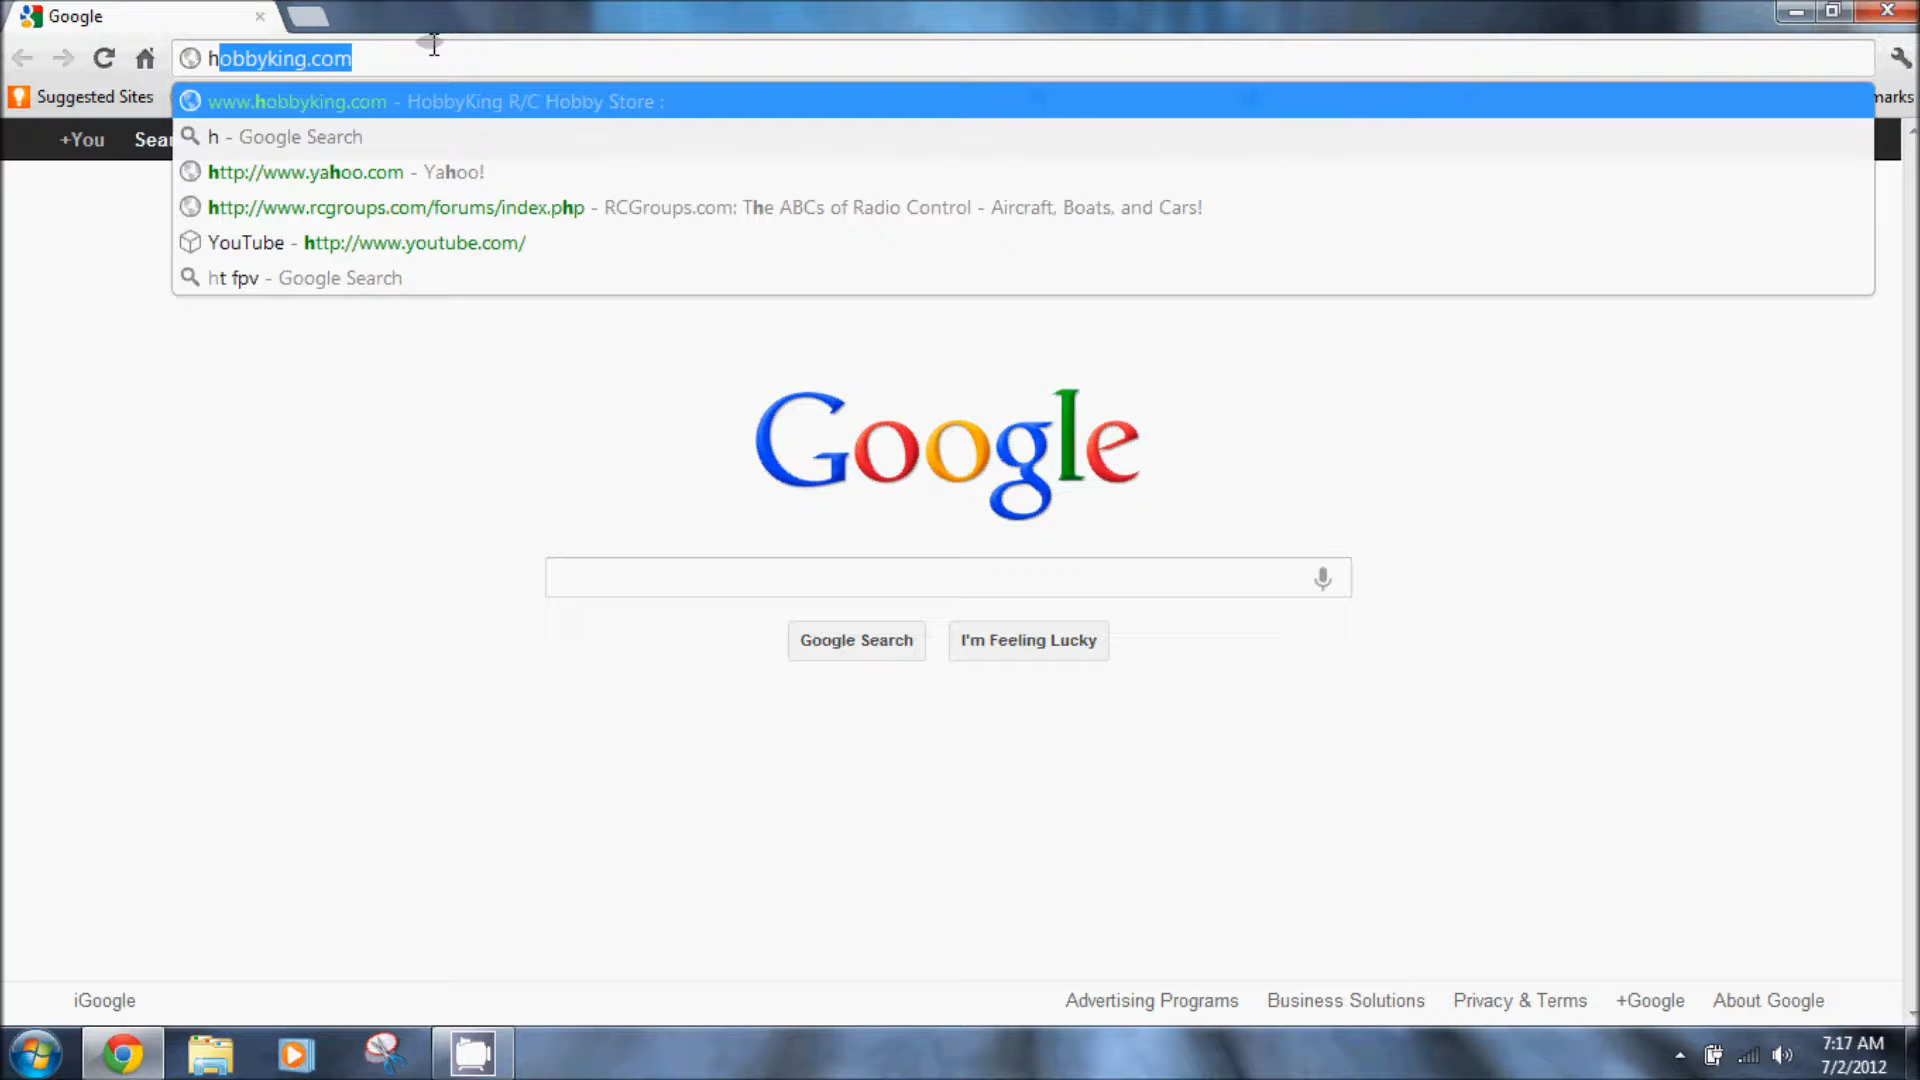 Google
hobbyking.com
Suggested Sites
marks
www.hobbyking.com - HobbyKing R/C Hobby Store :
+You Sear
h - Google Search
http://www.yahoo.com - Yahoo!
http://www.rcgroups.com/forums/index.php - RCGroups.com: The ABCs of Radio Control - Aircraft, Boats, and Cars!
YouTube - http://www.youtube.com/
ht fpv - Google Search
Google
Google Search I'm Feeling Lucky
iGoogle Advertising Programs Business Solutions Privacy & Terms +Google About Google
7:17 AM
7/2/2012